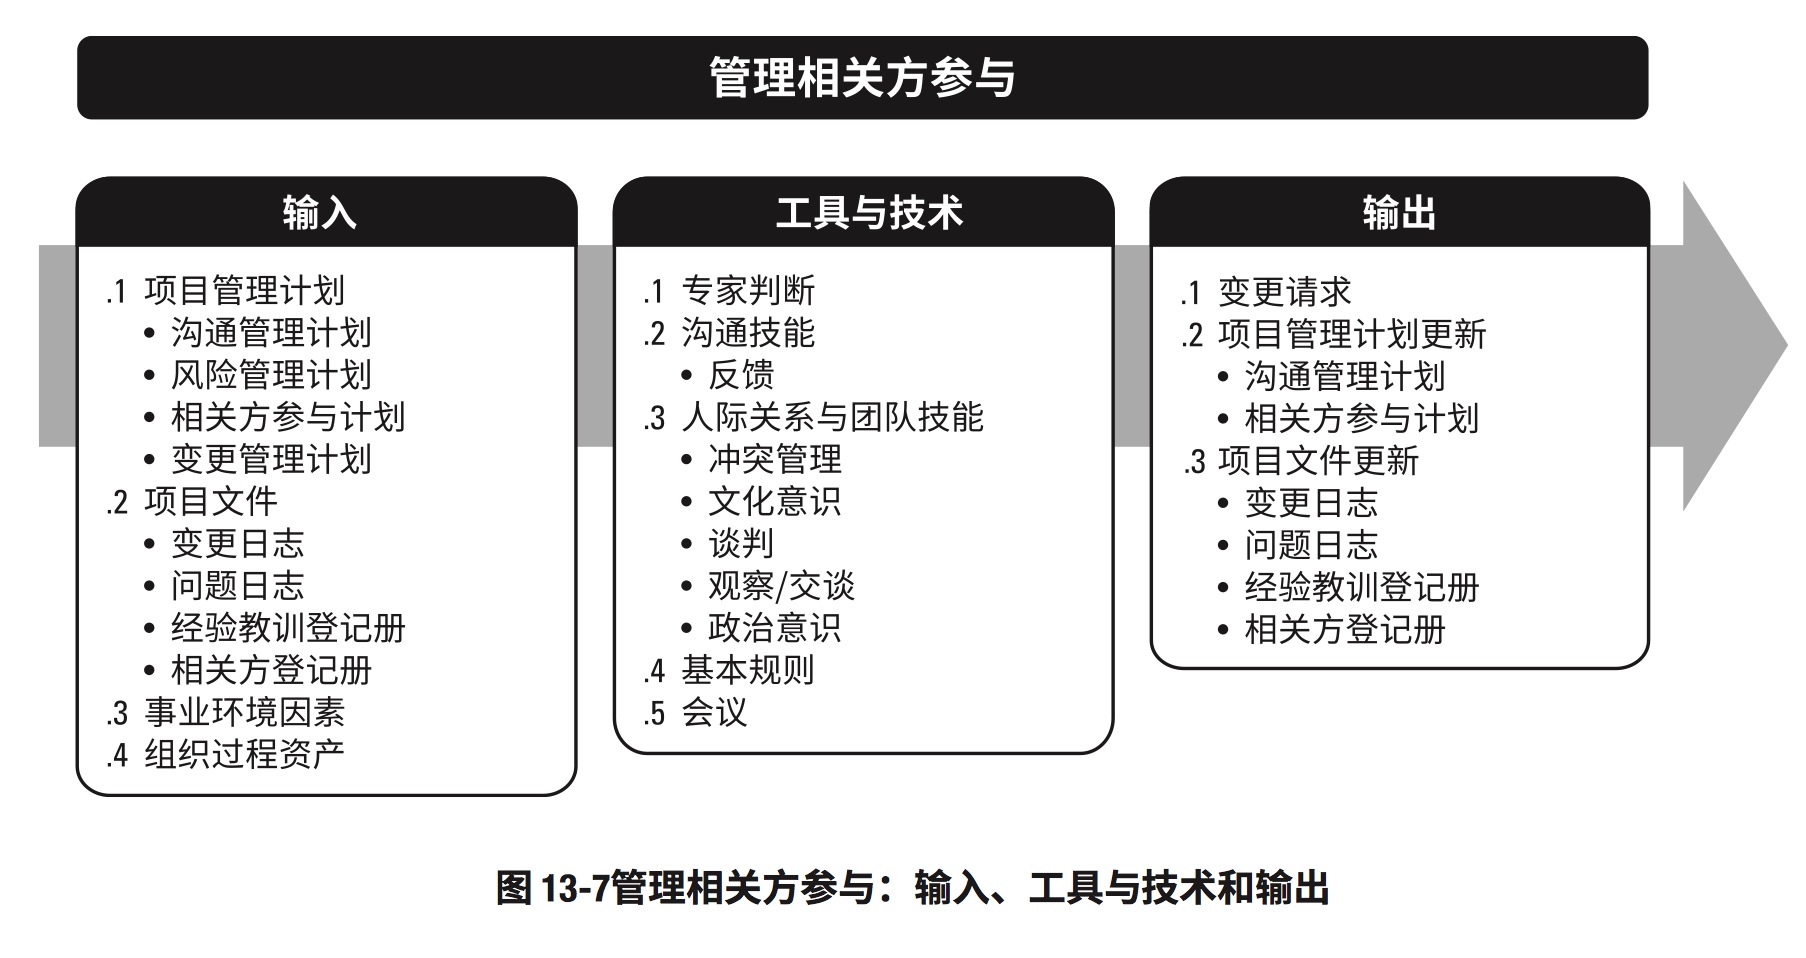 管理相关方参与
输入
.1 项目管理计划
• 沟通管理计划
• 风险管理计划
• 相关方参与计划
• 变更管理计划
.2 项目文件
• 变更日志
• 问题日志
• 经验教训登记册
• 相关方登记册
.3 事业环境因素
.4 组织过程资产
工具与技术
.1 专家判断
.2 沟通技能
• 反馈
.3 人际关系与团队技能
• 冲突管理
• 文化意识
• 谈判
• 观察/交谈
• 政治意识
.4 基本规则
.5 会议
输出
.1 变更请求
.2 项目管理计划更新
• 沟通管理计划
• 相关方参与计划
.3 项目文件更新
• 变更日志
• 问题日志
• 经验教训登记册
• 相关方登记册
图 13-7管理相关方参与：输入、工具与技术和输出